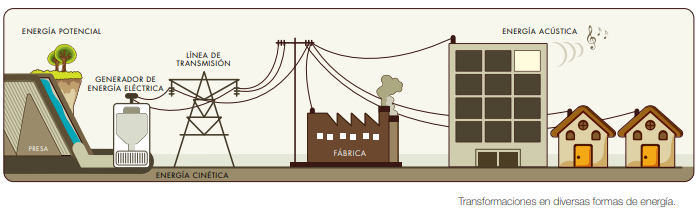 ENERGÍA POTENCIAL
ENERGÍA ACÚSTICA
LÍNEA DE
TRANSMISIÓN
GENERADOR DE
ENERGÍA ELÉCTRICA
PRESA
FÁBRICA
ENERGÍA CINÉTICA
Transformaciones en diversas formas de energía.